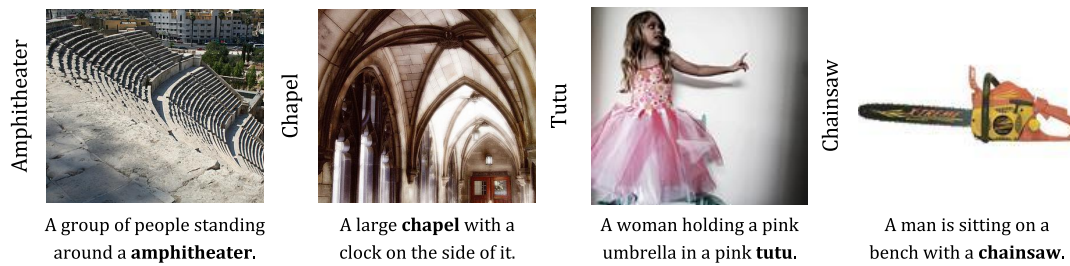 Amphitheater
A group of people standing
around a amphitheater.
Chapel
A large chapel with a
clock on the side of it.
Tutu
A woman holding a pink
umbrella in a pink tutu.
Chainsaw
A man is sitting on a
bench with a chainsaw.